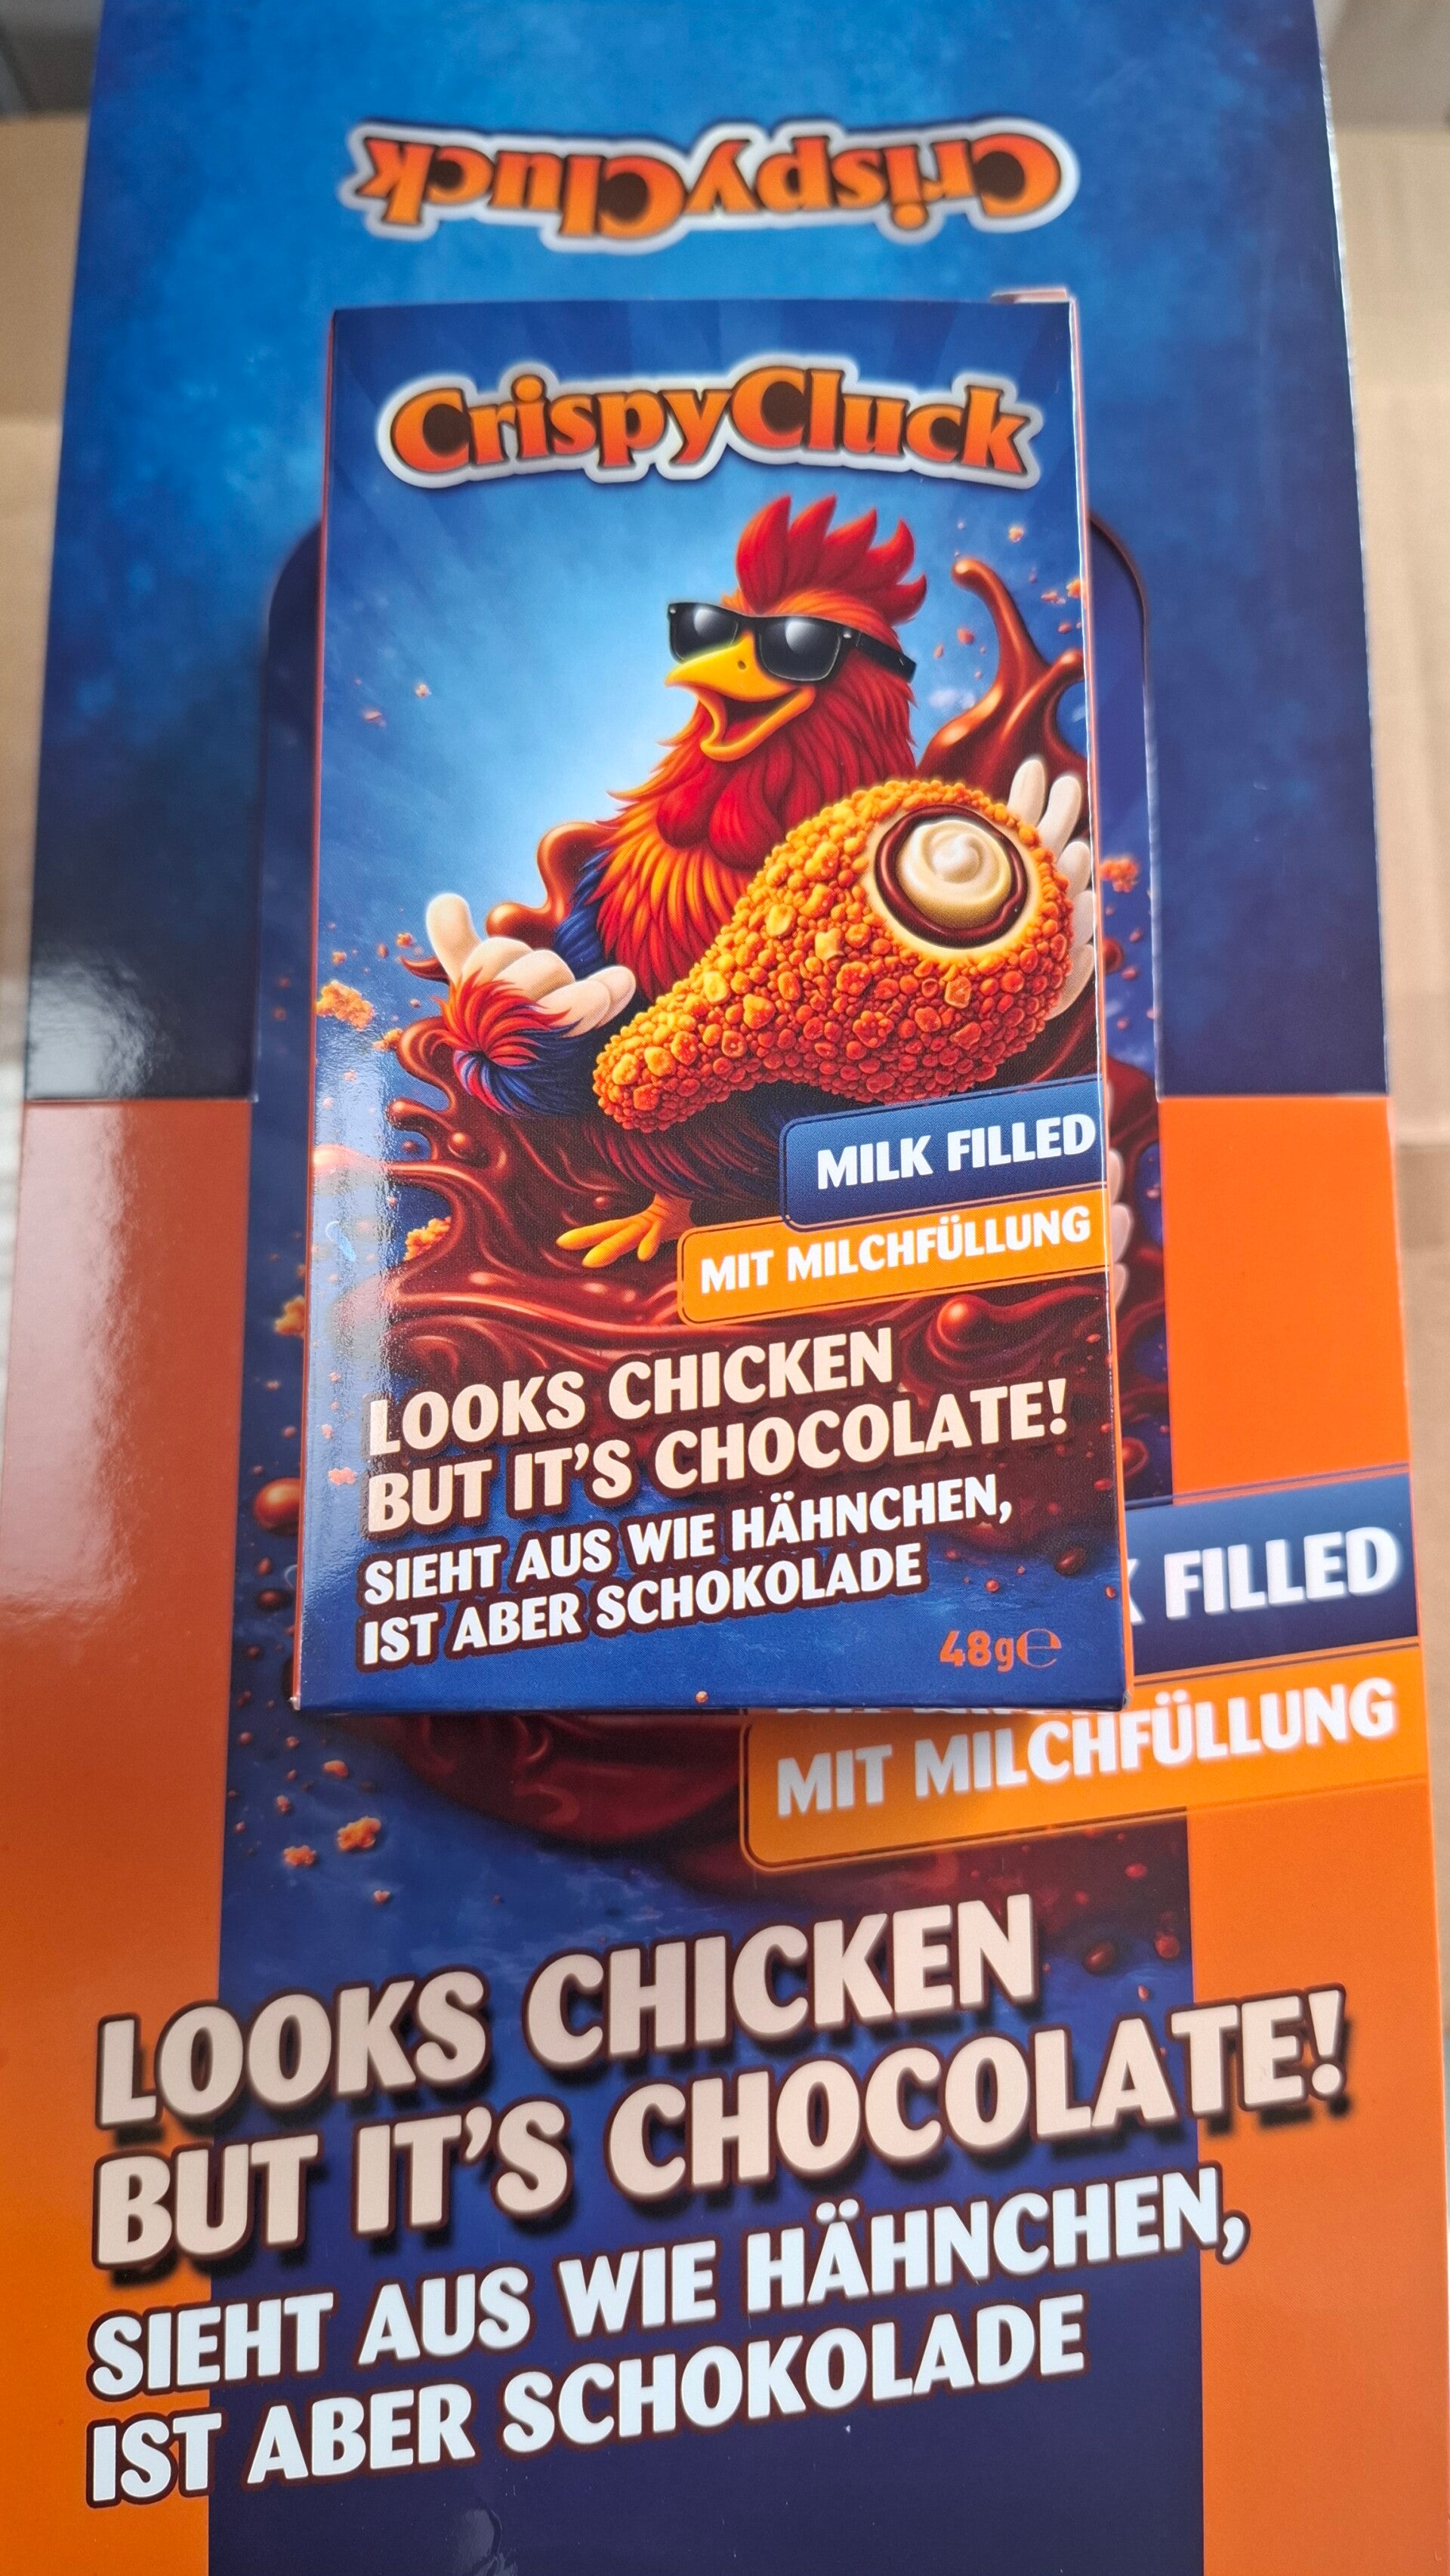 CrispyCluck
CrispyCluck
MILK FILLED
MIT MILCHFÜLLUNG
LOOKS CHICKEN
BUT IT'S CHOCOLATE!
SIEHT AUS WIE HÄHNCHEN,
IST ABER SCHOKOLADE
48g℮
FILLED
MIT MILCHFÜLLUNG
LOOKS CHICKEN
BUT IT'S CHOCOLATE!
SIEHT AUS WIE HÄHNCHEN,
IST ABER SCHOKOLADE